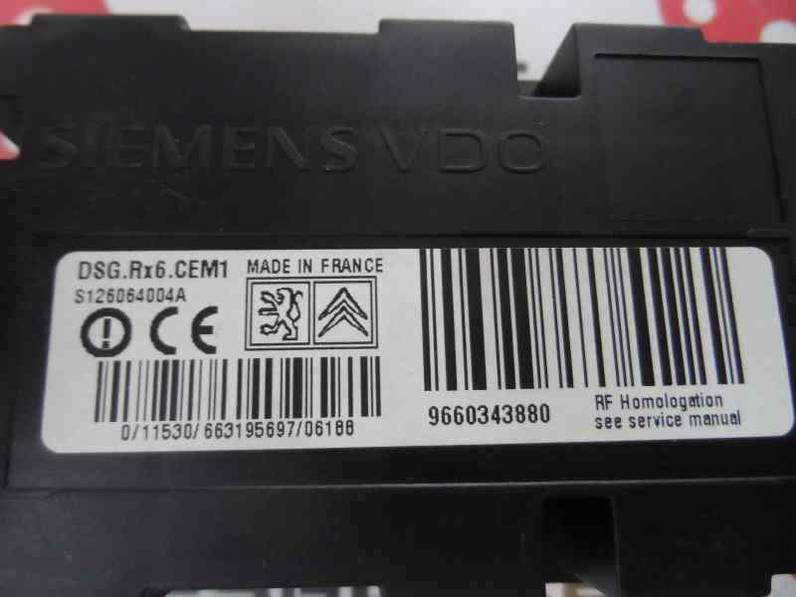 SIEMENS VDO
DSG.Rx6.CEM1 MADE IN FRANCE
S126064004A
CE
0/11530/663195697/06188
9660343880
RF Homologation
see service manual